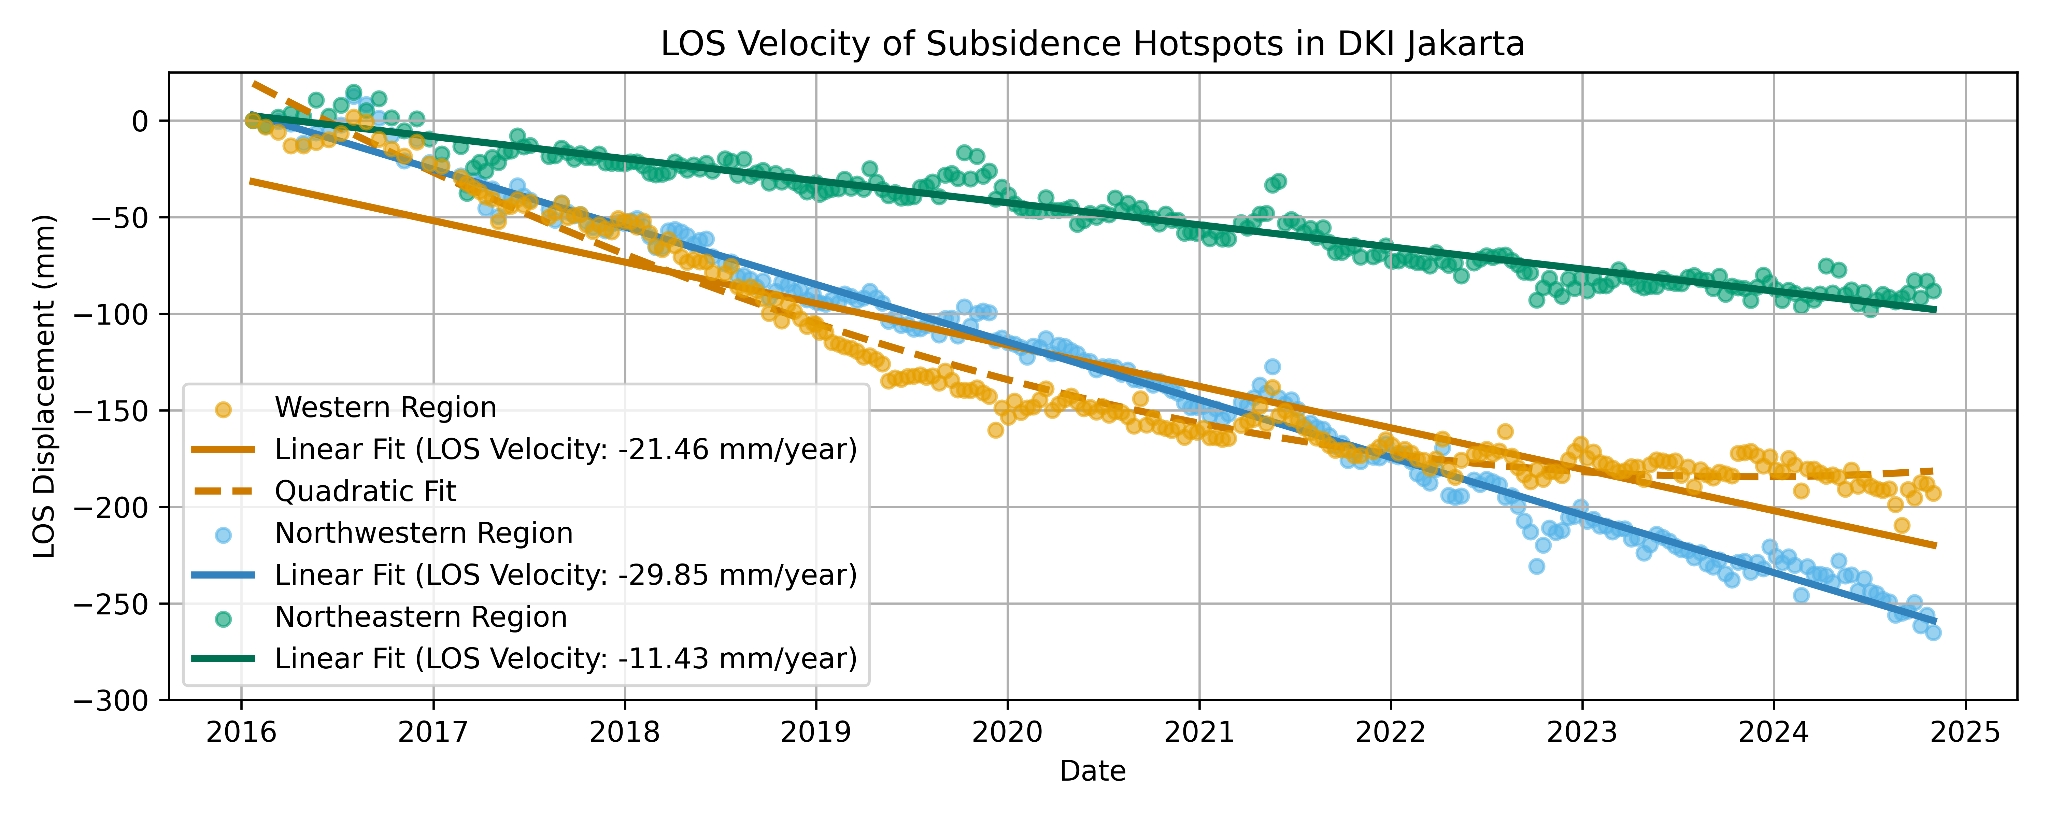 LOS Velocity of Subsidence Hotspots in DKI Jakarta
LOS Displacement (mm)
0
−50
−100
−150
−200
−250
−300
Western Region
Linear Fit (LOS Velocity: -21.46 mm/year)
Quadratic Fit
Northwestern Region
Linear Fit (LOS Velocity: -29.85 mm/year)
Northeastern Region
Linear Fit (LOS Velocity: -11.43 mm/year)
2016 2017 2018 2019 2020 2021 2022 2023 2024 2025
Date